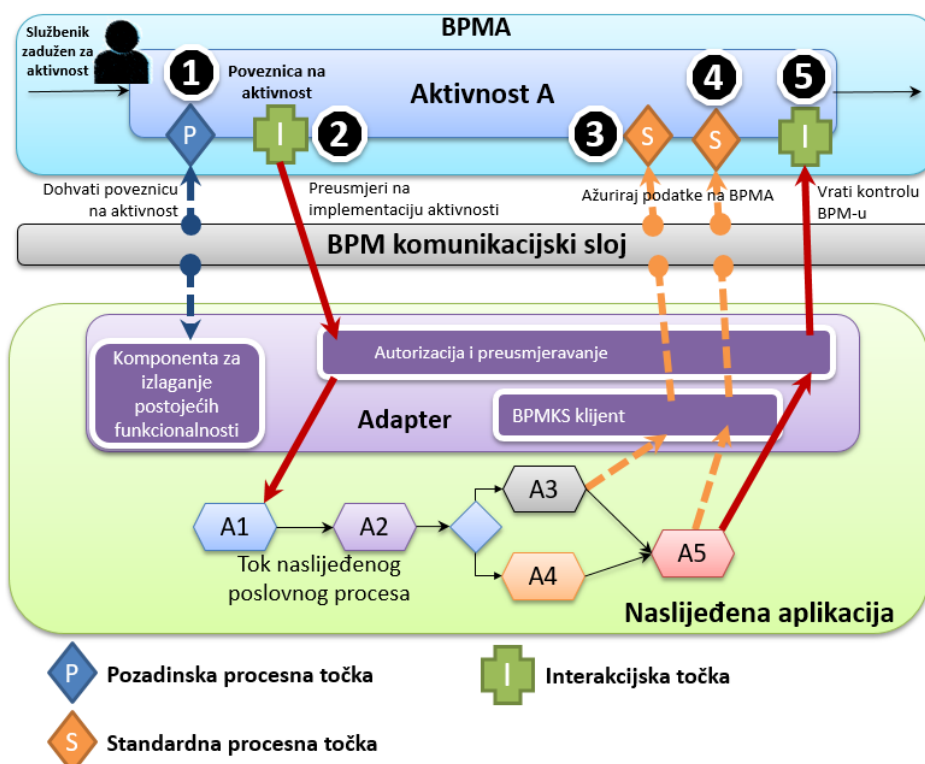 BPMA
Službenik
zadužen za
aktivnost
1
Poveznica na
aktivnost
Aktivnost A
4
5
P
I
2
3
S
S
I
Dohvati poveznicu
na aktivnost
Preusmjeri na
implementaciju aktivnosti
Ažuriraj podatke na BPMA
Vrati kontrolu
BPM-u
BPM komunikacijski sloj
Komponenta za
izlaganje
postojećih
funkcionalnosti
Autorizacija i preusmjeravanje
Adapter
BPMKS klijent
A1
A2
A3
A4
A5
Tok naslijeđenog
poslovnog procesa
Naslijeđena aplikacija
P
Pozadinska procesna točka
I
Interakcijska točka
S
Standardna procesna točka